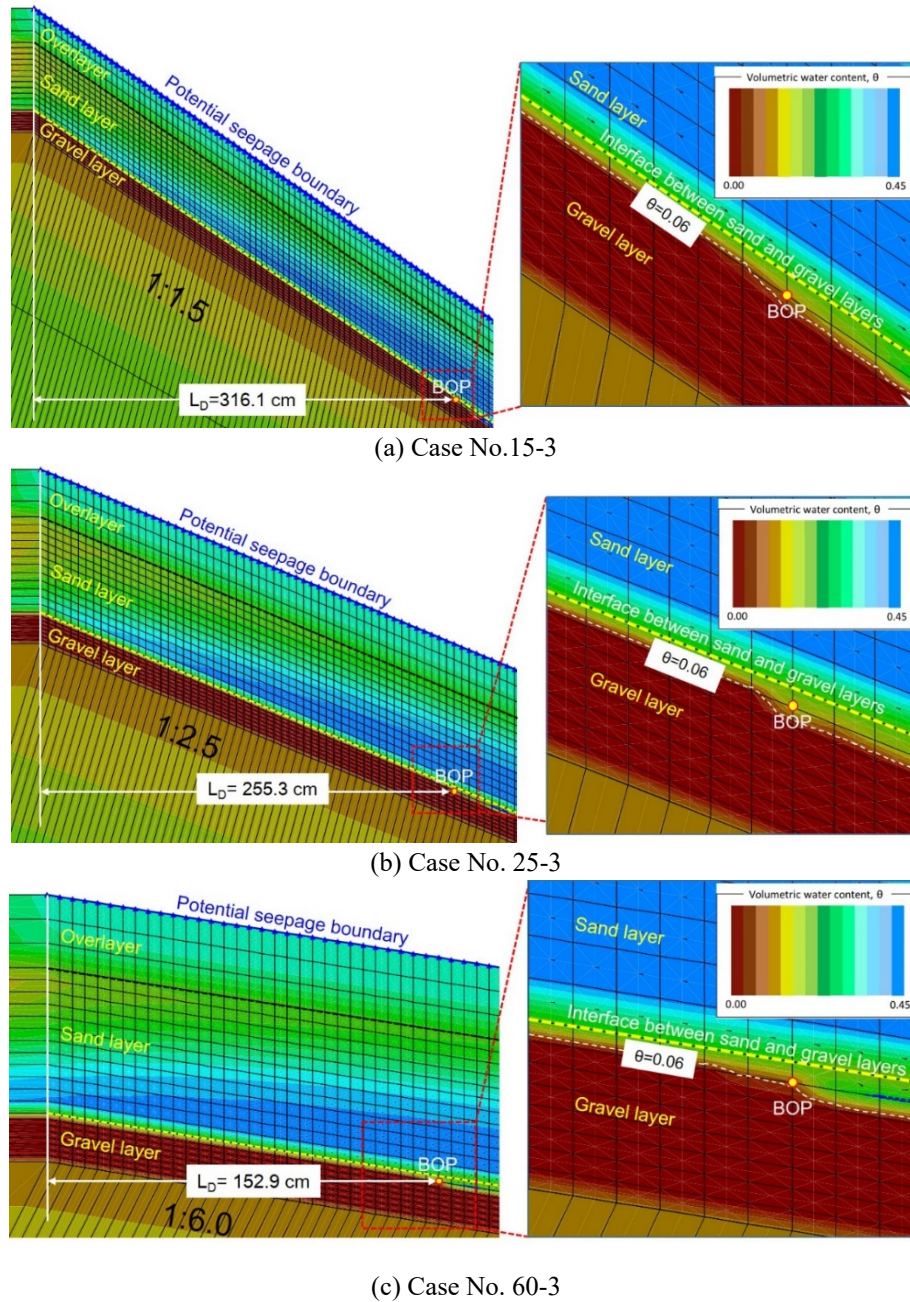 Overlayer
Sand layer
Gravel layer
Potential seepage boundary
1:1.5
L_D=316.1 cm
BOP
Sand layer
Interface between sand and gravel layers
θ=0.06
Gravel layer
BOP
Volumetric water content, θ
0.00 0.45
(a) Case No.15-3
Overlayer
Sand layer
Gravel layer
Potential seepage boundary
1:2.5
L_D= 255.3 cm
BOP
Sand layer
Interface between sand and gravel layers
θ=0.06
Gravel layer
BOP
Volumetric water content, θ
0.00 0.45
(b) Case No. 25-3
Potential seepage boundary
Overlayer
Sand layer
Gravel layer
L_D= 152.9 cm
BOP
1:6.0
Sand layer
Interface between sand and gravel layers
θ=0.06
Gravel layer
BOP
Volumetric water content, θ
0.00 0.45
(c) Case No. 60-3